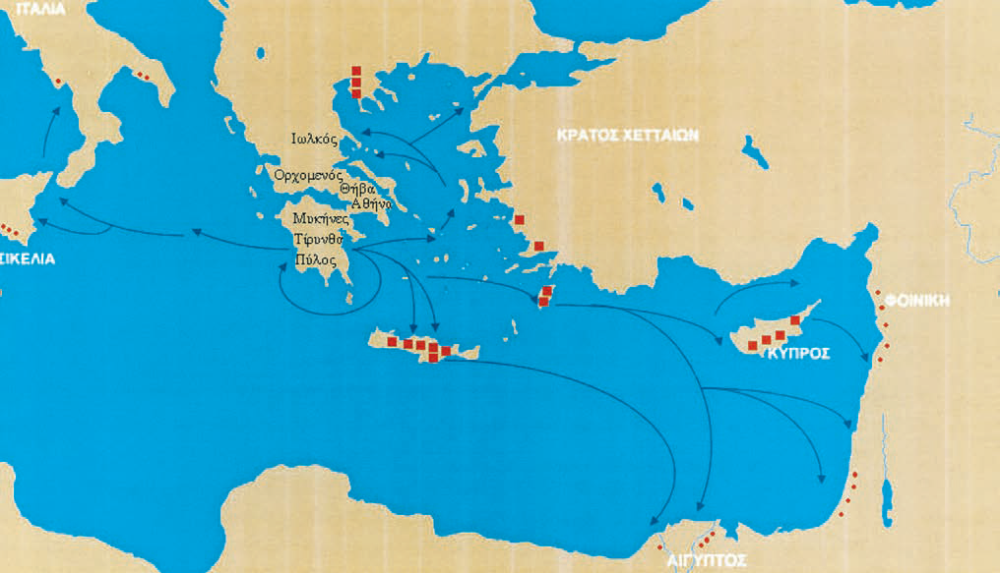 ΙΤΑΛΙΑ
ΚΡΑΤΟΣ ΧΕΤΤΑΙΩΝ
Ιωλκός
Ορχομενός
Θήβα
Αθήνα
Μυκήνες
Τίρυνθα
Πύλος
ΣΙΚΕΛΙΑ
ΦΟΙΝΙΚΗ
ΚΥΠΡΟΣ
ΑΙΓΥΠΤΟΣ